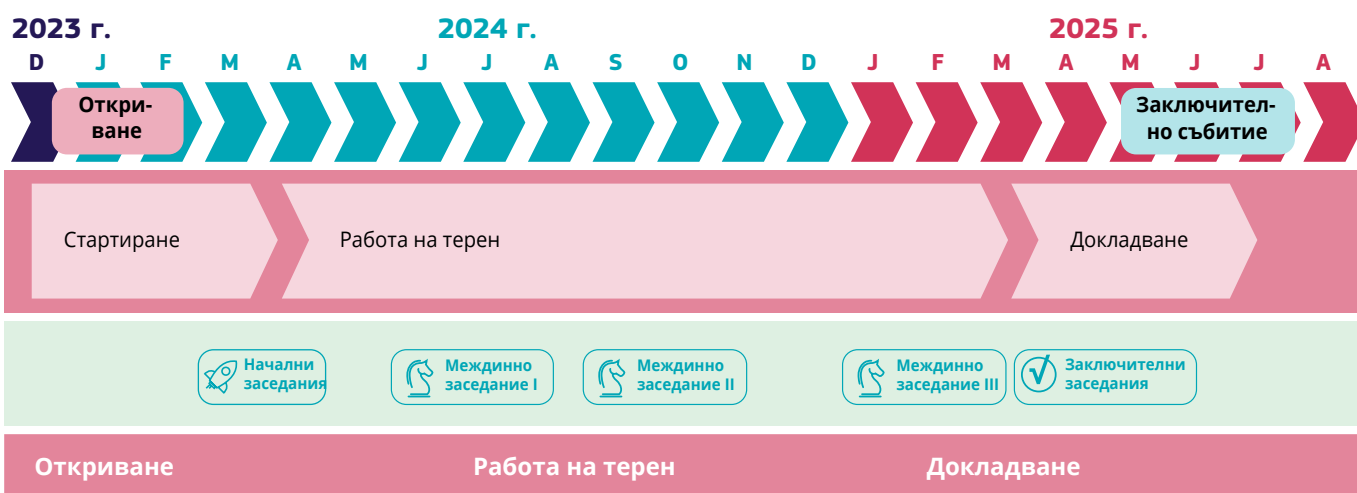 2023 г. 2024 г. 2025 г.
D J F M A M J J A S O N D J F M A M J J A
Откри-
ване
Заключител-
но събитие
Стартиране Работа на терен Докладване
Начални
заседания
Междинно
заседание I
Междинно
заседание II
Междинно
заседание III
Заключителни
заседания
Откриване Работа на терен Докладване